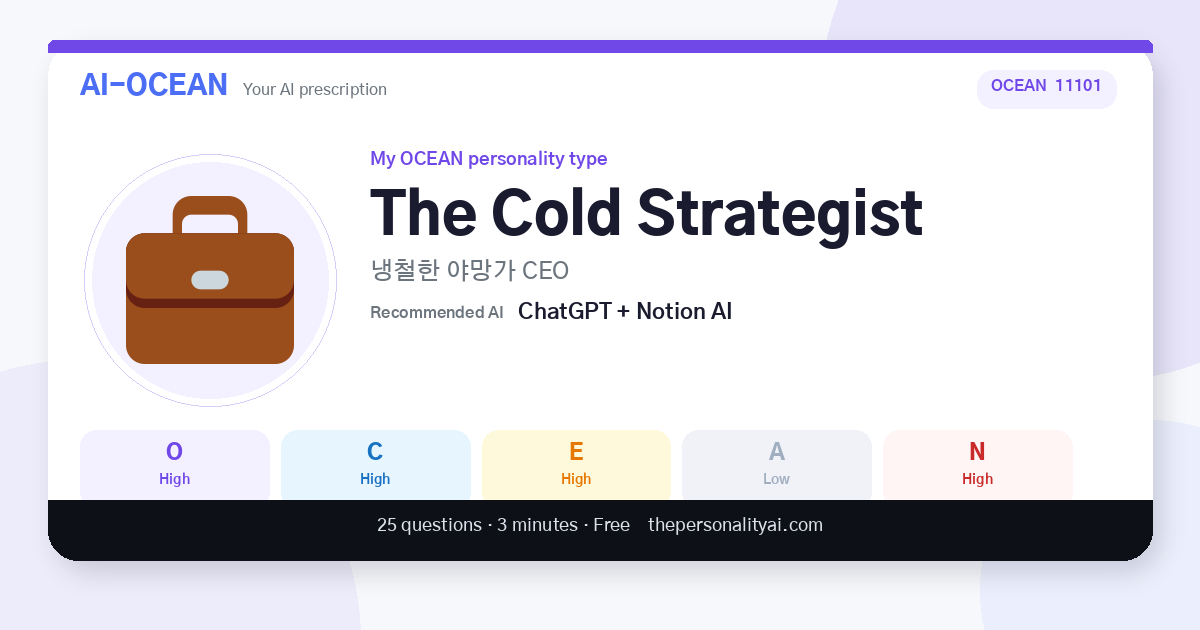 AI-OCEAN Your AI prescription
OCEAN 11101
My OCEAN personality type
The Cold Strategist
냉철한 야망가 CEO
Recommended AI ChatGPT + Notion AI
O C E A N
High High High Low High
25 questions · 3 minutes · Free thepersonalityai.com